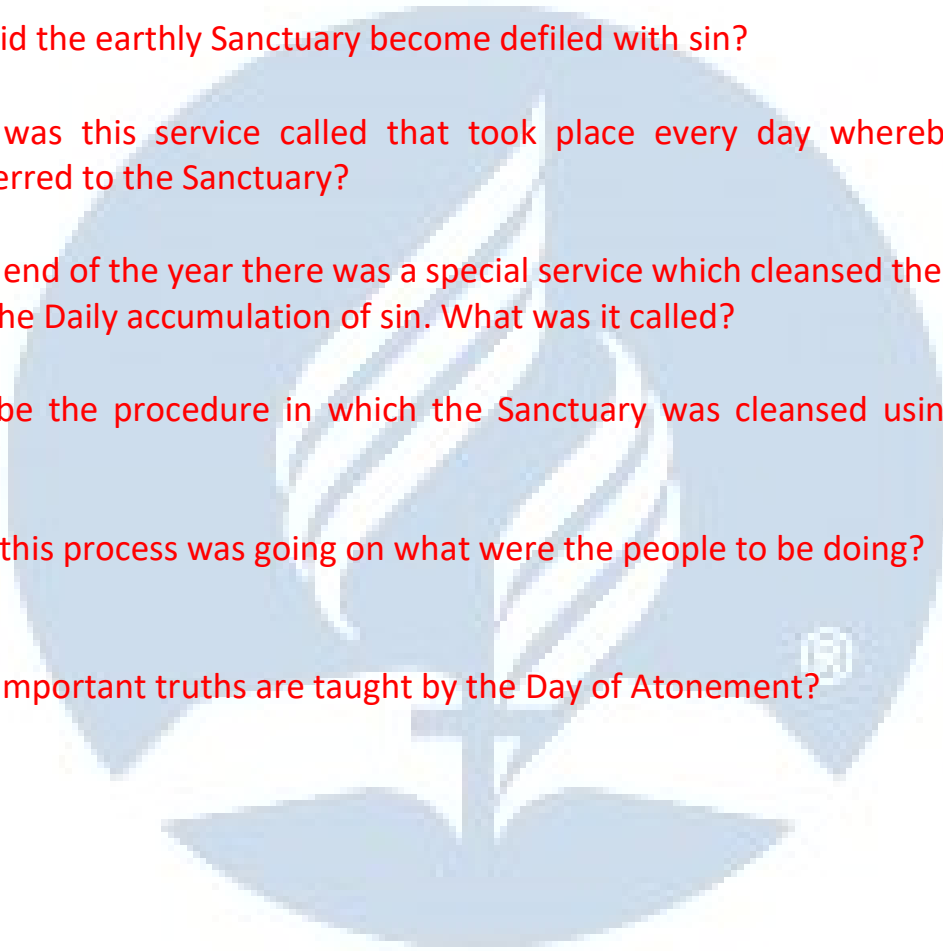 id the earthly Sanctuary become defiled with sin?
was this service called that took place every day whereb
erred to the Sanctuary?
end of the year there was a special service which cleansed the
he Daily accumulation of sin. What was it called?
be the procedure in which the Sanctuary was cleansed usin
this process was going on what were the people to be doing?
mportant truths are taught by the Day of Atonement?
®